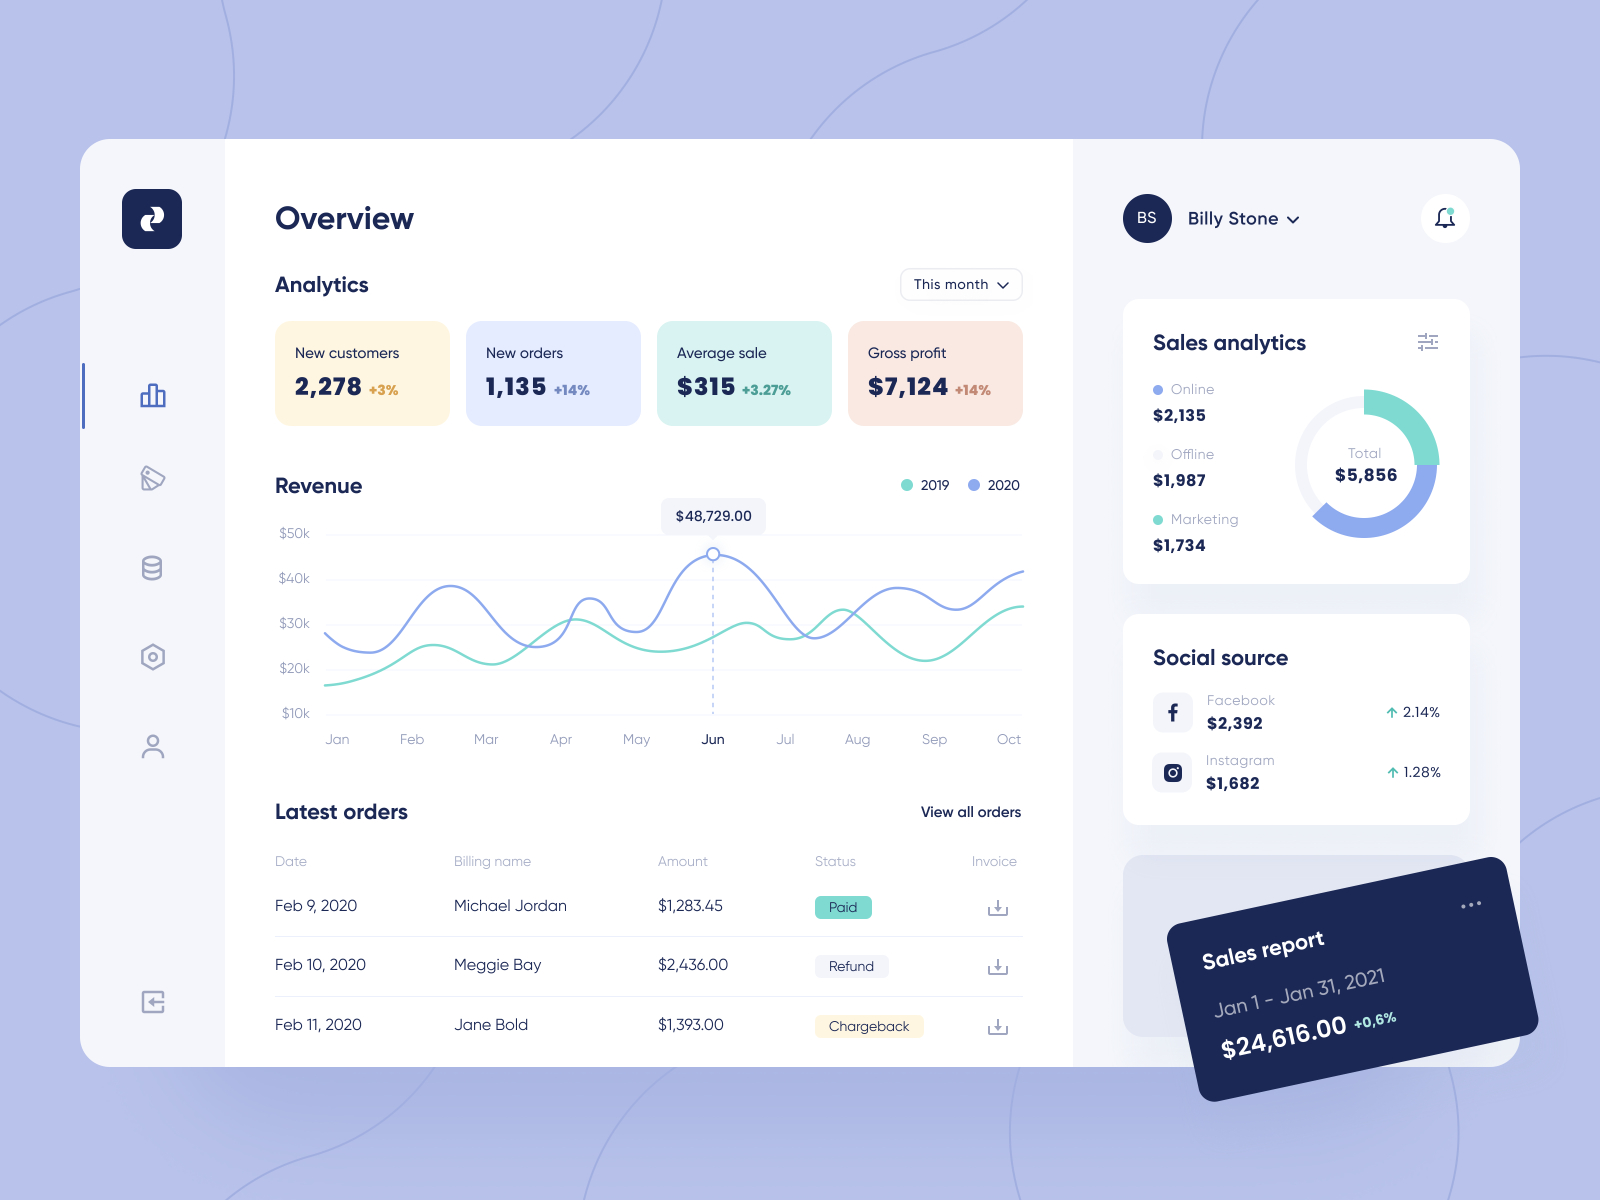 Overview
BS
Billy Stone
Analytics
This month
New customers
2,278 +3%
New orders
1,135 +14%
Average sale
$315 +3.27%
Gross profit
$7,124 +14%
Revenue
2019
2020
$48,729.00
$50k
$40k
$30k
$20k
$10k
Jan Feb Mar Apr May Jun Jul Aug Sep Oct
Latest orders
View all orders
Date Billing name Amount Status Invoice
Feb 9, 2020 Michael Jordan $1,283.45 Paid
Feb 10, 2020 Meggie Bay $2,436.00 Refund
Feb 11, 2020 Jane Bold $1,393.00 Chargeback
Sales analytics
Online
$2,135
Offline
$1,987
Marketing
$1,734
Total
$5,856
Social source
Facebook
$2,392
2.14%
Instagram
$1,682
1.28%
Sales report
Jan 1 - Jan 31, 2021
$24,616.00 +0,6%